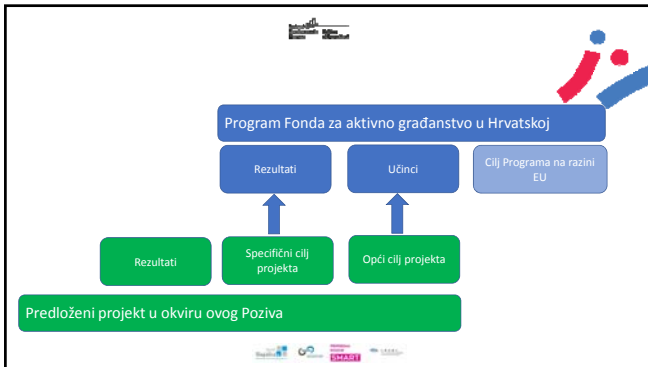 Program Fonda za aktivno građanstvo u Hrvatskoj
Rezultati
Učinci
Cilj Programa na razini
EU
Rezultati
Specifični cilj
projekta
Opći cilj projekta
Predloženi projekt u okviru ovog Poziva
SMART